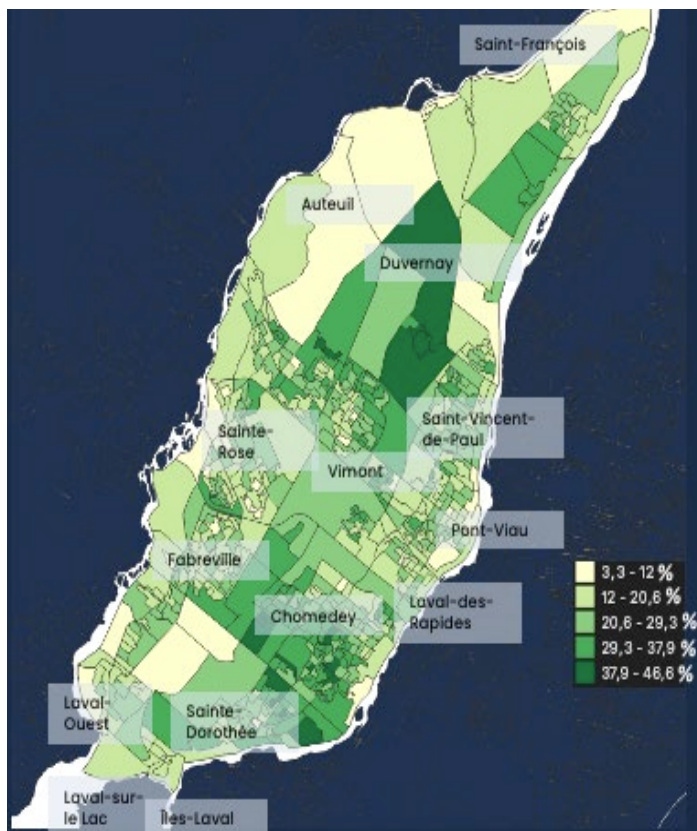 Saint-François
Auteuil
Duvernay
Sainte-
Rose
Saint-Vincent-
de-Paul
Vimont
Pont-Viau
Fabreville
3,3 - 12 %
12 - 20,6 %
20,6 - 29,3 %
29,3 - 37,9 %
37,9 - 46,6 %
Chomedey
Laval-des-
Rapides
Laval-
Ouest
Sainte-
Dorothée
Laval-sur-
le Lac
Îles-Laval